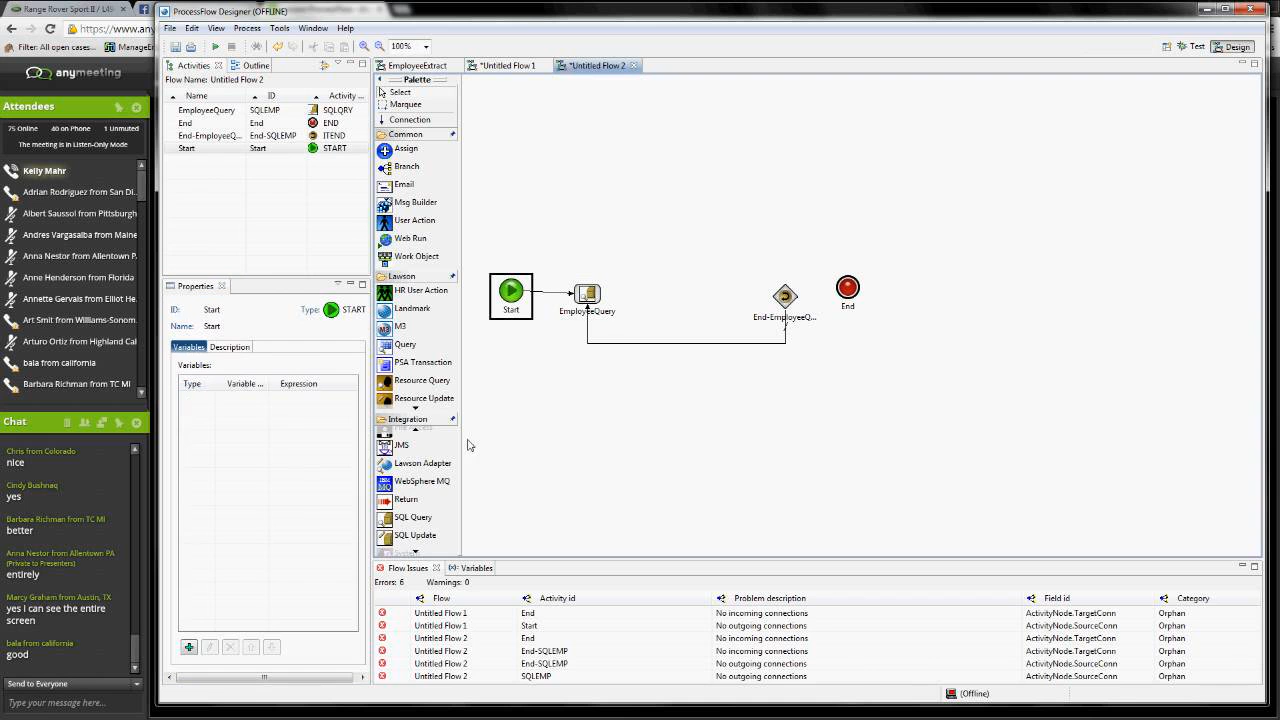 Range Rover Sport II / L49
https://www.any
Filter: All open cases...
ManageEn
anymeeting
Attendees
75 Online
40 on Phone
1 Unmuted
The meeting is in Listen-Only Mode
Kelly Mahr
Adrian Rodriguez from San Di...
Albert Saussol from Pittsburgh
Andres Vargasalba from Maine
Anna Nestor from Allentown PA
Anne Henderson from Florida
Annette Gervais from Elliot He
Art Smit from Williams-Sonom
Arturo Ortiz from Highland Cal
bala from california
Barbara Richman from TC MI
Chat
Chris from Colorado
nice
Cindy Bushnaq
yes
Barbara Richman from TC MI
better
Anna Nestor from Allentown PA
(Private to Presenters)
entirely
Marcy Graham from Austin, TX
yes i can see the entire
screen
bala from california
good
Send to Everyone
Type your message here...
ProcessFlow Designer (OFFLINE)
File Edit View Process Tools Window Help
100%
Test
Design
Activities
Outline
Flow Name: Untitled Flow 2
Name ID Activity ...
EmployeeQuery SQLEMP SQLQRY
End End END
End-EmployeeQ... End-SQLEMP ITEND
Start Start START
Properties
ID: Start Type: START
Name: Start
Variables Description
Variables:
Type Variable ... Expression
EmployeeExtract
*Untitled Flow 1
*Untitled Flow 2
Palette
Select
Marquee
Connection
Common
Assign
Branch
Email
Msg Builder
User Action
Web Run
Work Object
Lawson
HR User Action
Landmark
M3
Query
PSA Transaction
Resource Query
Resource Update
Integration
JMS
Lawson Adapter
WebSphere MQ
Return
SQL Query
SQL Update
Start
EmployeeQuery
End-EmployeeQ...
End
Flow Issues
Variables
Errors: 6 Warnings: 0
Flow Activity id Problem description Field id Category
Untitled Flow 1 End No incoming connections ActivityNode.TargetConn Orphan
Untitled Flow 1 Start No outgoing connections ActivityNode.SourceConn Orphan
Untitled Flow 2 End No incoming connections ActivityNode.TargetConn Orphan
Untitled Flow 2 End-SQLEMP No incoming connections ActivityNode.TargetConn Orphan
Untitled Flow 2 End-SQLEMP No outgoing connections ActivityNode.SourceConn Orphan
Untitled Flow 2 SQLEMP No outgoing connections ActivityNode.SourceConn Orphan
(Offline)